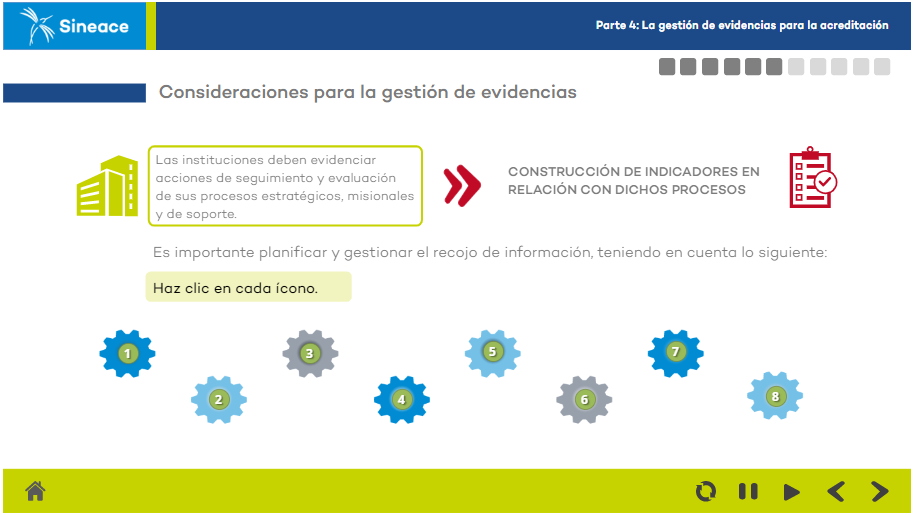 Sineace
Parte 4: La gestión de evidencias para la acreditación
Consideraciones para la gestión de evidencias
Las instituciones deben evidenciar
acciones de seguimiento y evaluación
de sus procesos estratégicos, misionales
y de soporte.
CONSTRUCCIÓN DE INDICADORES EN
RELACIÓN CON DICHOS PROCESOS
Es importante planificar y gestionar el recojo de información, teniendo en cuenta lo siguiente:
Haz clic en cada ícono.
1
2
3
4
5
6
7
8